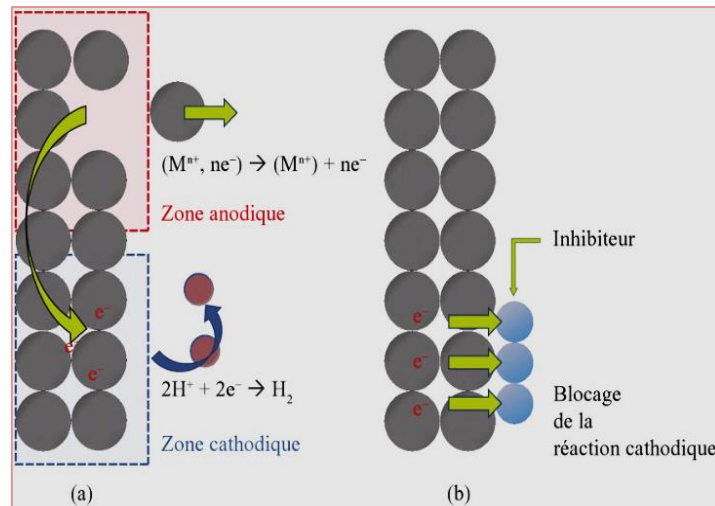 (Mⁿ⁺, ne⁻) → (Mⁿ⁺) + ne⁻
Zone anodique
e⁻
e⁻
e⁻
2H⁺ + 2e⁻ → H₂
Zone cathodique
(a)
Inhibiteur
e⁻
e⁻
e⁻
Blocage
de la
réaction cathodique
(b)